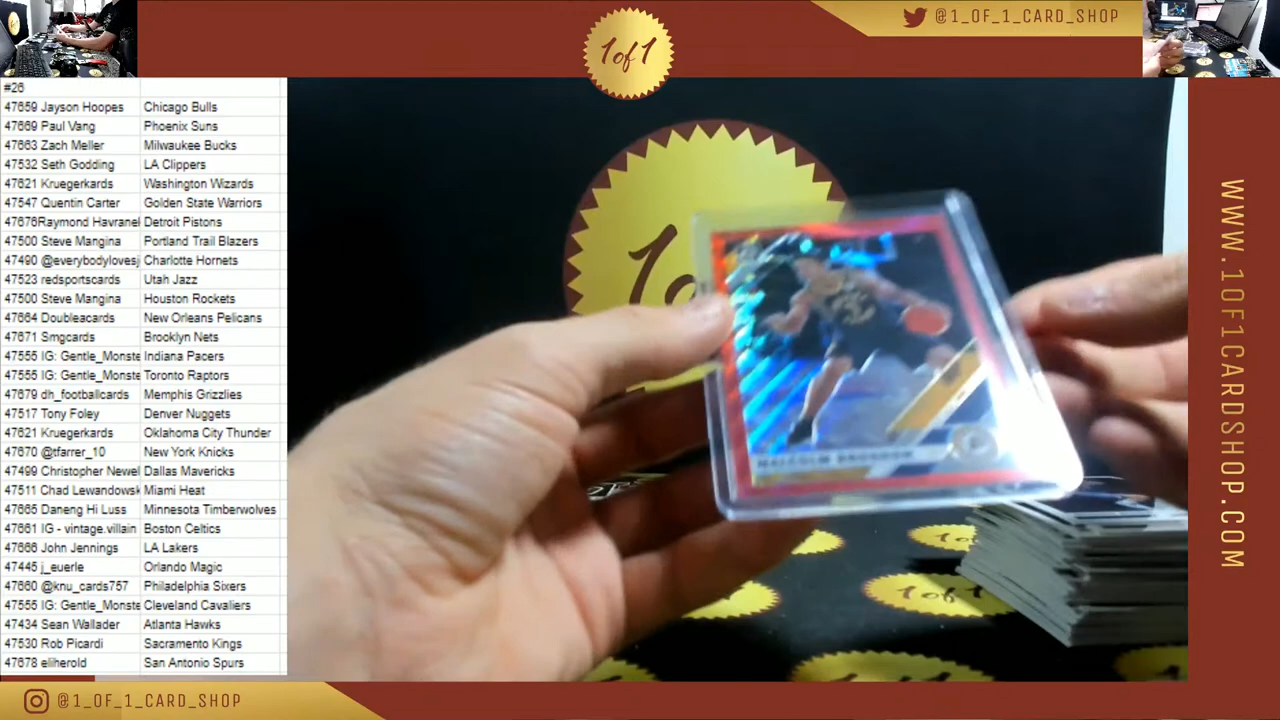 1of1
@1_OF_1_CARD_SHOP
#26
47659 Jayson Hoopes Chicago Bulls
47669 Paul Vang Phoenix Suns
47663 Zach Meller Milwaukee Bucks
47532 Seth Godding LA Clippers
47621 Kruegerkards Washington Wizards
47547 Quentin Carter Golden State Warriors
47676Raymond Havranel Detroit Pistons
47500 Steve Mangina Portland Trail Blazers
47490 @everybodylovesj Charlotte Hornets
47523 redsportscards Utah Jazz
47500 Steve Mangina Houston Rockets
47664 Doubleacards New Orleans Pelicans
47671 Smgcards Brooklyn Nets
47555 IG: Gentle_Monste Indiana Pacers
47555 IG: Gentle_Monste Toronto Raptors
47679 dh_footballcards Memphis Grizzlies
47517 Tony Foley Denver Nuggets
47621 Kruegerkards Oklahoma City Thunder
47670 @tfarrer_10 New York Knicks
47499 Christopher Newel Dallas Mavericks
47511 Chad Lewandowsk Miami Heat
47665 Daneng Hi Luss Minnesota Timberwolves
47661 IG - vintage.villain Boston Celtics
47666 John Jennings LA Lakers
47445 j_euerle Orlando Magic
47660 @knu_cards757 Philadelphia Sixers
47555 IG: Gentle_Monste Cleveland Cavaliers
47434 Sean Wallader Atlanta Hawks
47530 Rob Picardi Sacramento Kings
47678 eliherold San Antonio Spurs
MALCOLM BROGDON
WWW.1OF1CARDSHOP.COM
@1_OF_1_CARD_SHOP